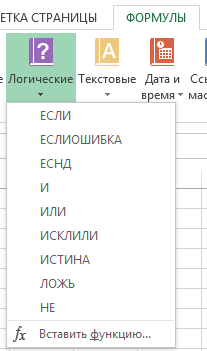 ЕТКА СТРАНИЦЫ ФОРМУЛЫ
Логические Текстовые Дата и время Ссы мас
ЕСЛИ
ЕСЛИОШИБКА
ЕСНД
И
ИЛИ
ИСКЛИЛИ
ИСТИНА
ЛОЖЬ
НЕ
fx Вставить функцию...